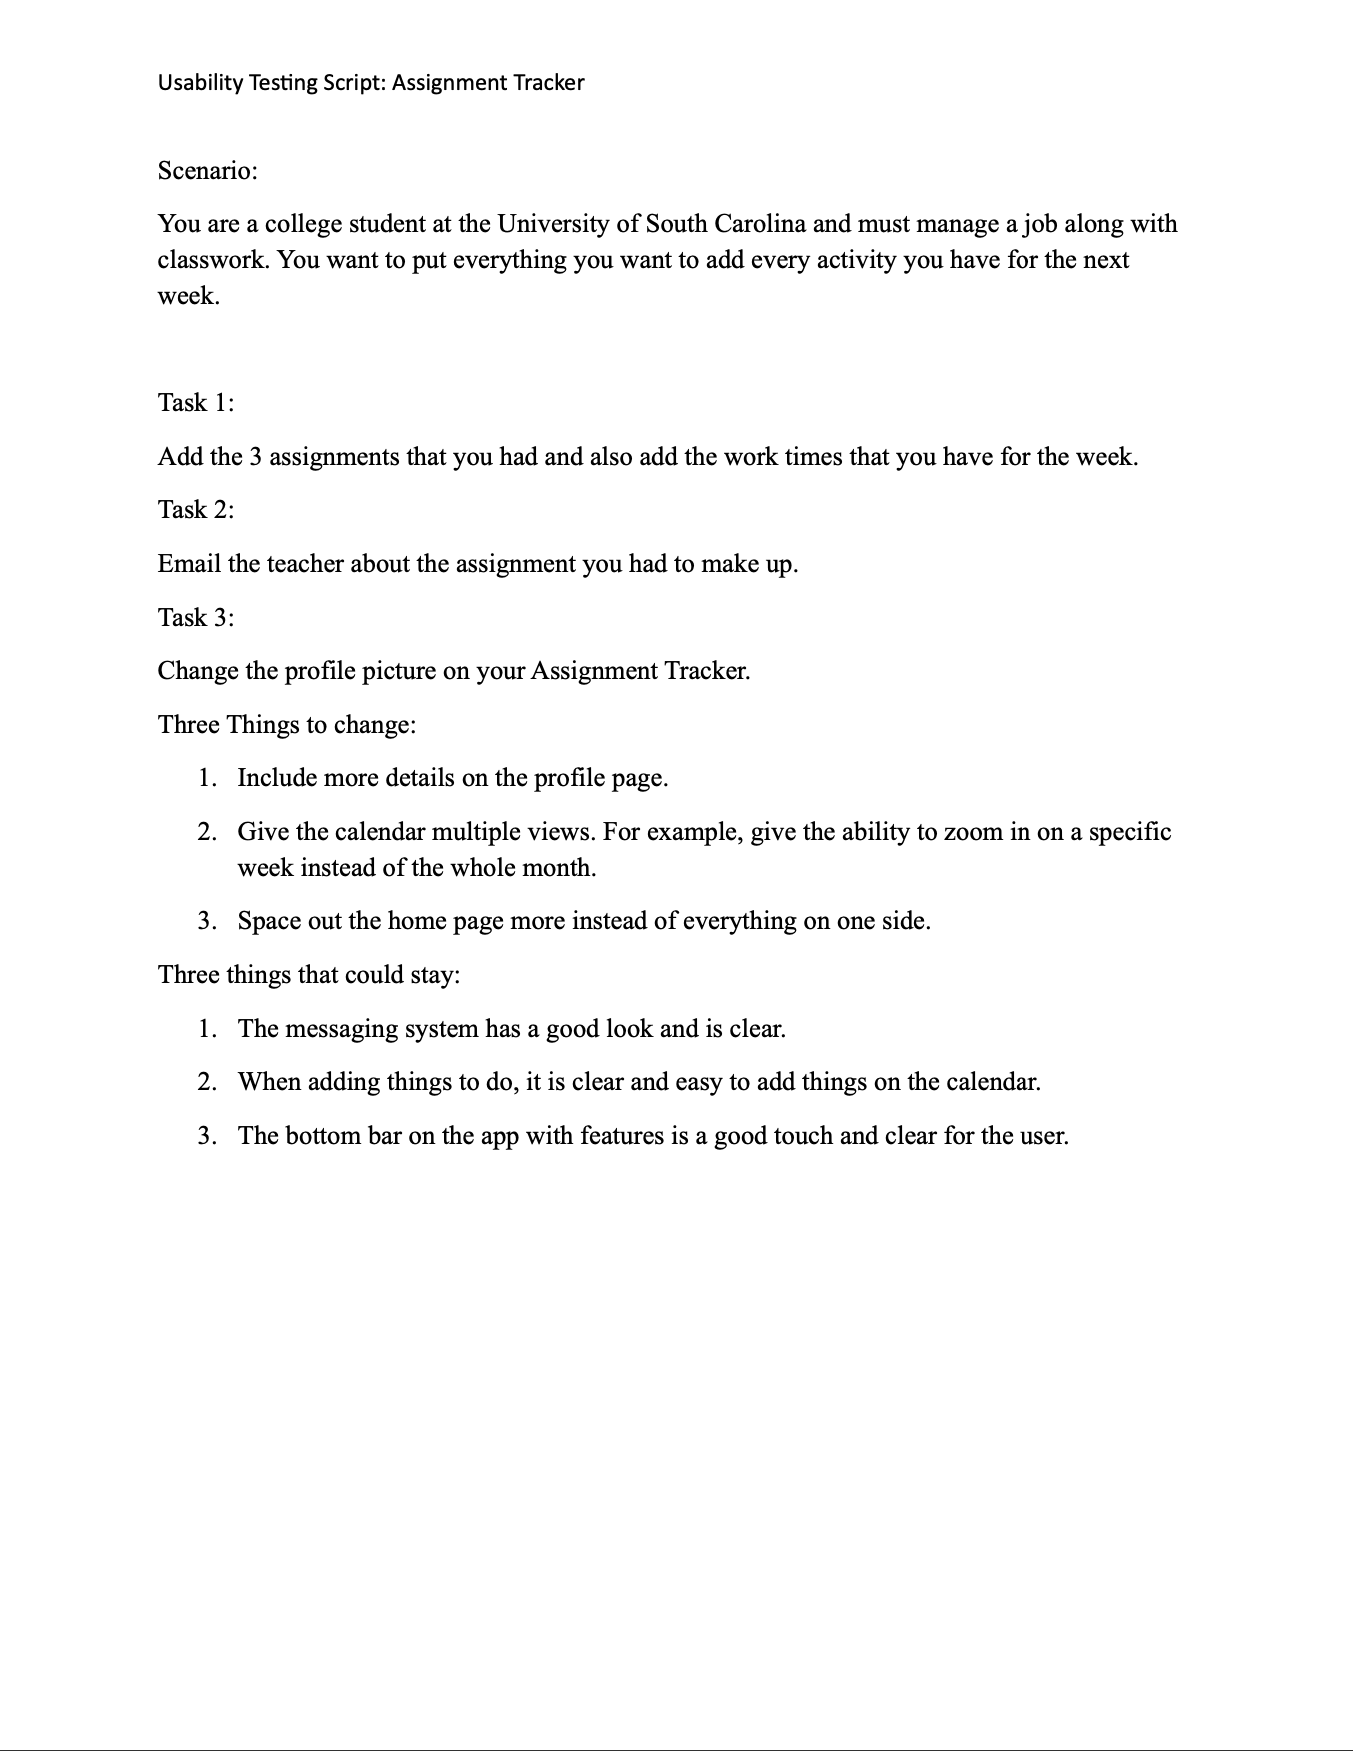 Usability Testing Script: Assignment Tracker
Scenario:
You are a college student at the University of South Carolina and must manage a job along with
classwork. You want to put everything you want to add every activity you have for the next
week.
Task 1:
Add the 3 assignments that you had and also add the work times that you have for the week.
Task 2:
Email the teacher about the assignment you had to make up.
Task 3:
Change the profile picture on your Assignment Tracker.
Three Things to change:
1. Include more details on the profile page.
2. Give the calendar multiple views. For example, give the ability to zoom in on a specific
week instead of the whole month.
3. Space out the home page more instead of everything on one side.
Three things that could stay:
1. The messaging system has a good look and is clear.
2. When adding things to do, it is clear and easy to add things on the calendar.
3. The bottom bar on the app with features is a good touch and clear for the user.